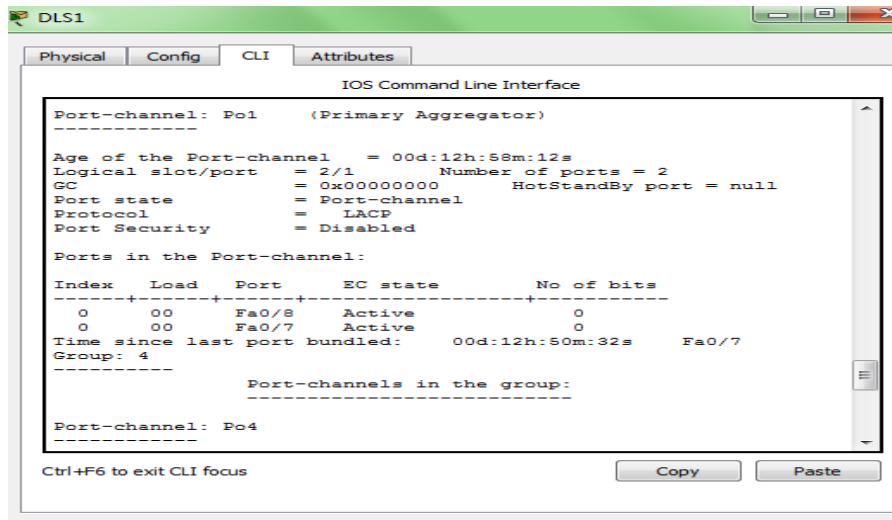 DLS1
Physical Config CLI Attributes
IOS Command Line Interface
Port-channel: Po1 (Primary Aggregator)
------------
Age of the Port-channel = 00d:12h:58m:12s
Logical slot/port = 2/1 Number of ports = 2
GC = 0x00000000 HotStandBy port = null
Port state = Port-channel
Protocol = LACP
Port Security = Disabled
Ports in the Port-channel:
Index Load Port EC state No of bits
------+------+------+------------------+-----------
0 00 Fa0/8 Active 0
0 00 Fa0/7 Active 0
Time since last port bundled: 00d:12h:50m:32s Fa0/7
Group: 4
----------
Port-channels in the group:
---------------------------
Port-channel: Po4
------------
Ctrl+F6 to exit CLI focus
Copy Paste